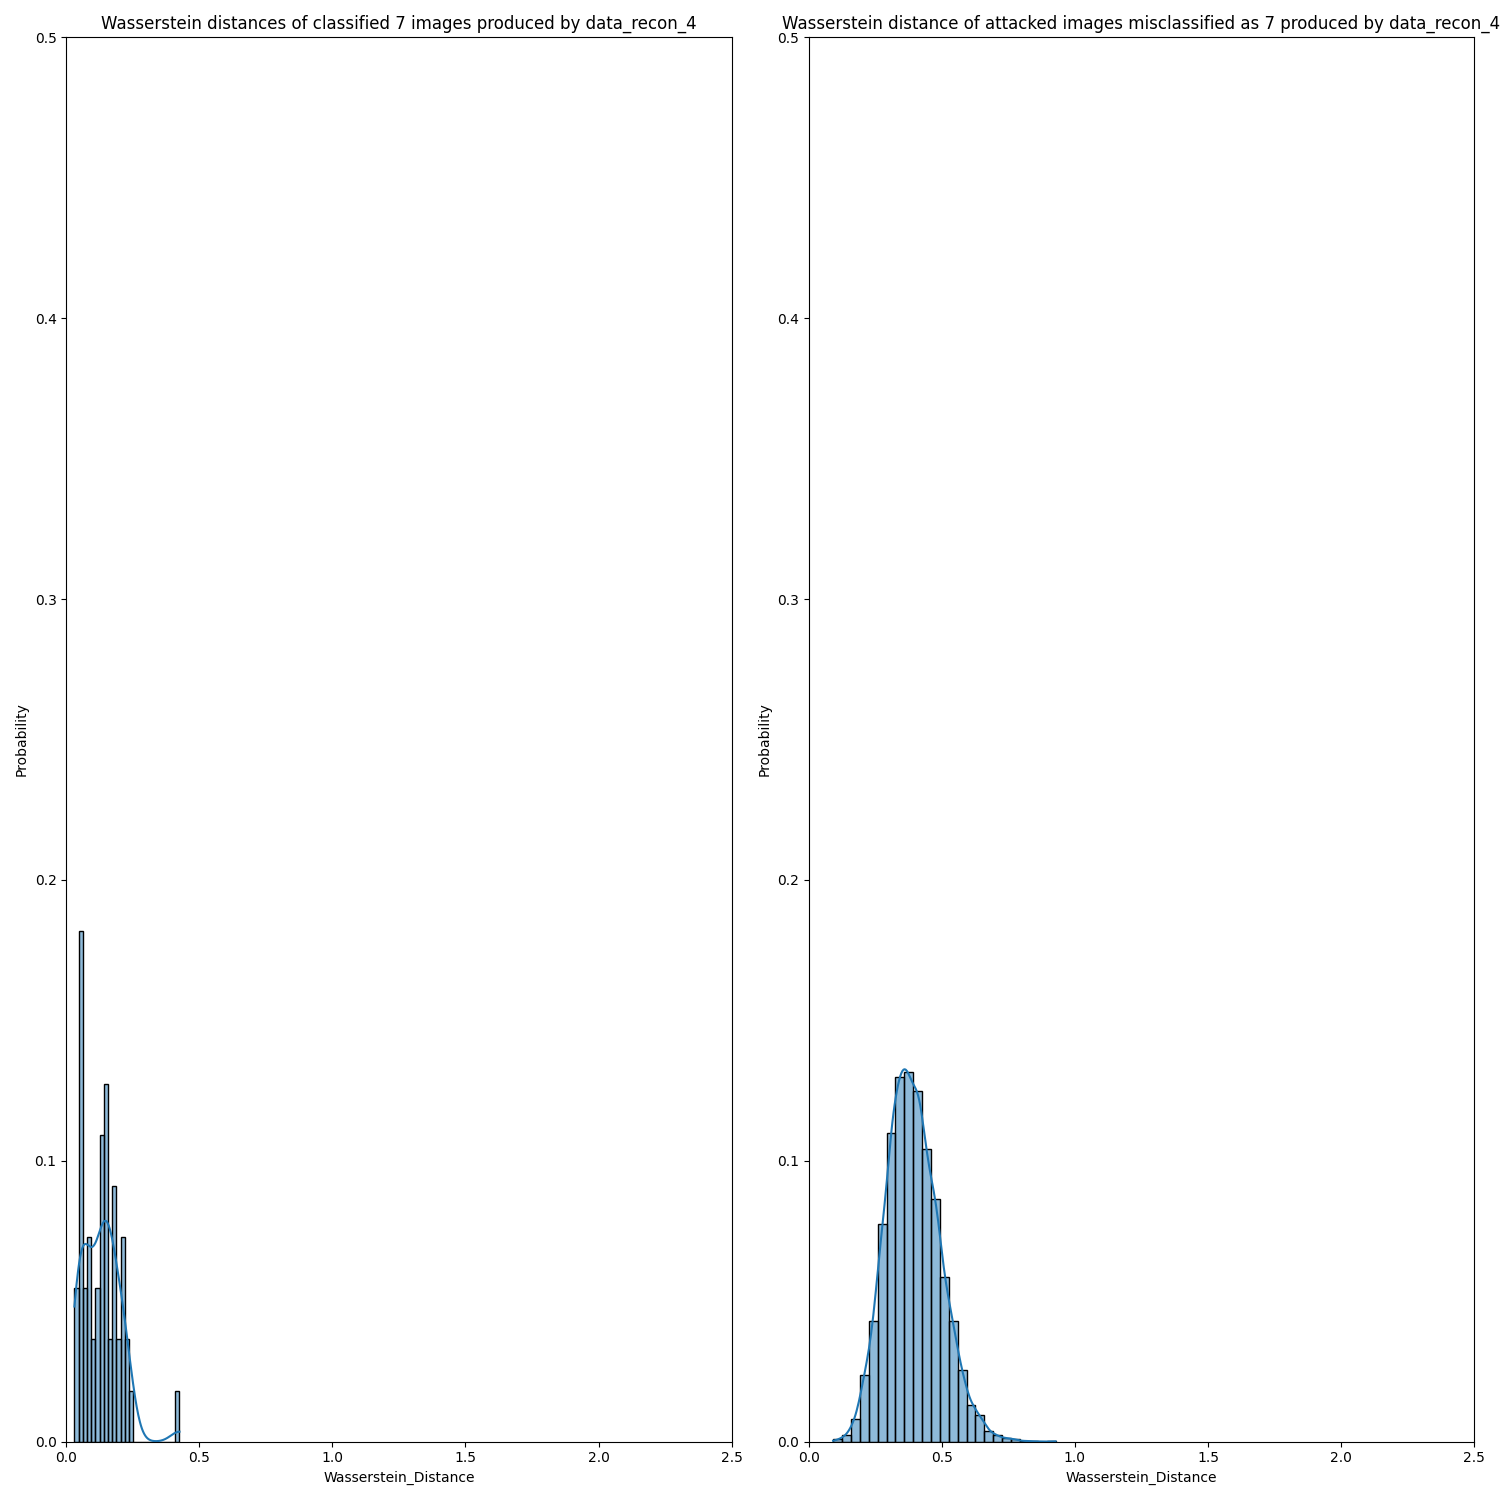 Wasserstein distances of classified 7 images produced by data_recon_4
0.5
0.4
0.3
0.2
0.1
0.0
Probability
0.0 0.5 1.0 1.5 2.0 2.5
Wasserstein_Distance
Wasserstein distance of attacked images misclassified as 7 produced by data_recon_4
0.5
0.4
0.3
0.2
0.1
0.0
Probability
0.0 0.5 1.0 1.5 2.0 2.5
Wasserstein_Distance